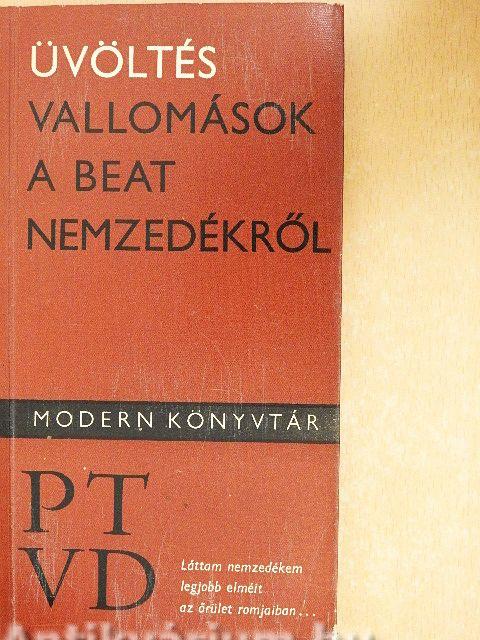 ÜVÖLTÉS
VALLOMÁSOK
A BEAT
NEMZEDÉKRŐL
MODERN KÖNYVTÁR
PT
VD
Láttam nemzedékem
legjobb elméit
az őrület romjaiban...